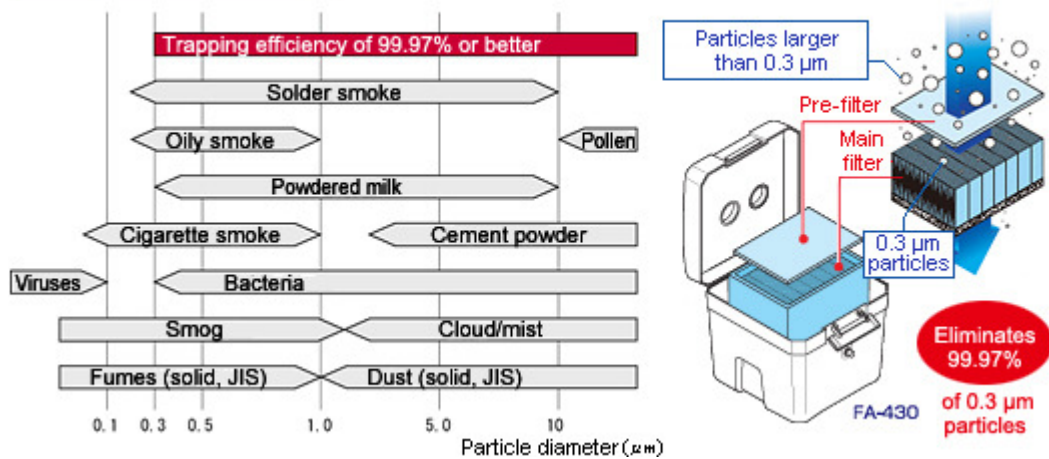 Trapping efficiency of 99.97% or better
Solder smoke
Oily smoke
Pollen
Powdered milk
Cigarette smoke
Cement powder
Viruses
Bacteria
Smog
Cloud/mist
Fumes (solid, JIS)
Dust (solid, JIS)
0.1
0.3
0.5
1.0
5.0
10
Particle diameter (μm)
Particles larger
than 0.3 μm
Pre-filter
Main
filter
0.3 μm
particles
FA-430
Eliminates
99.97%
of 0.3 μm
particles